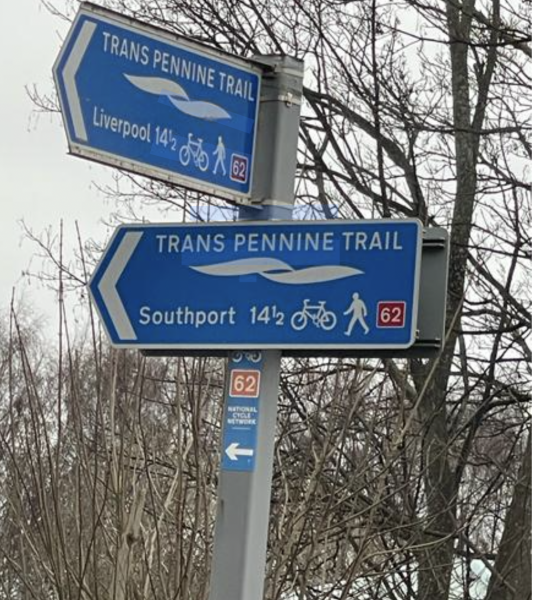 TRANS PENNINE TRAIL
Liverpool 14½
62
TRANS PENNINE TRAIL
Southport 14½
62
62
NATIONAL
CYCLE
NETWORK